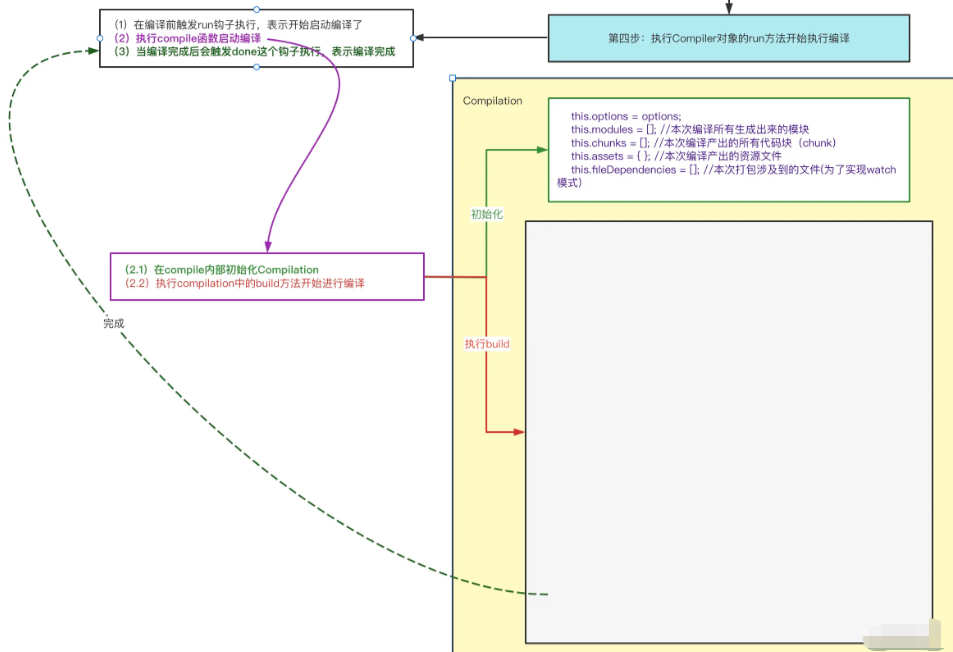 (1) 在编译前触发run钩子执行，表示开始启动编译了
(2) 执行compile函数启动编译
(3) 当编译完成后会触发done这个钩子执行，表示编译完成
第四步：执行Compiler对象的run方法开始执行编译
Compilation
this.options = options;
this.modules = []; //本次编译所有生成出来的模块
this.chunks = []; //本次编译产出的所有代码块（chunk）
this.assets = { }; //本次编译产出的资源文件
this.fileDependencies = []; //本次打包涉及到的文件(为了实现watch
模式)
初始化
(2.1) 在compile内部初始化Compilation
(2.2) 执行compilation中的build方法开始进行编译
完成
执行build